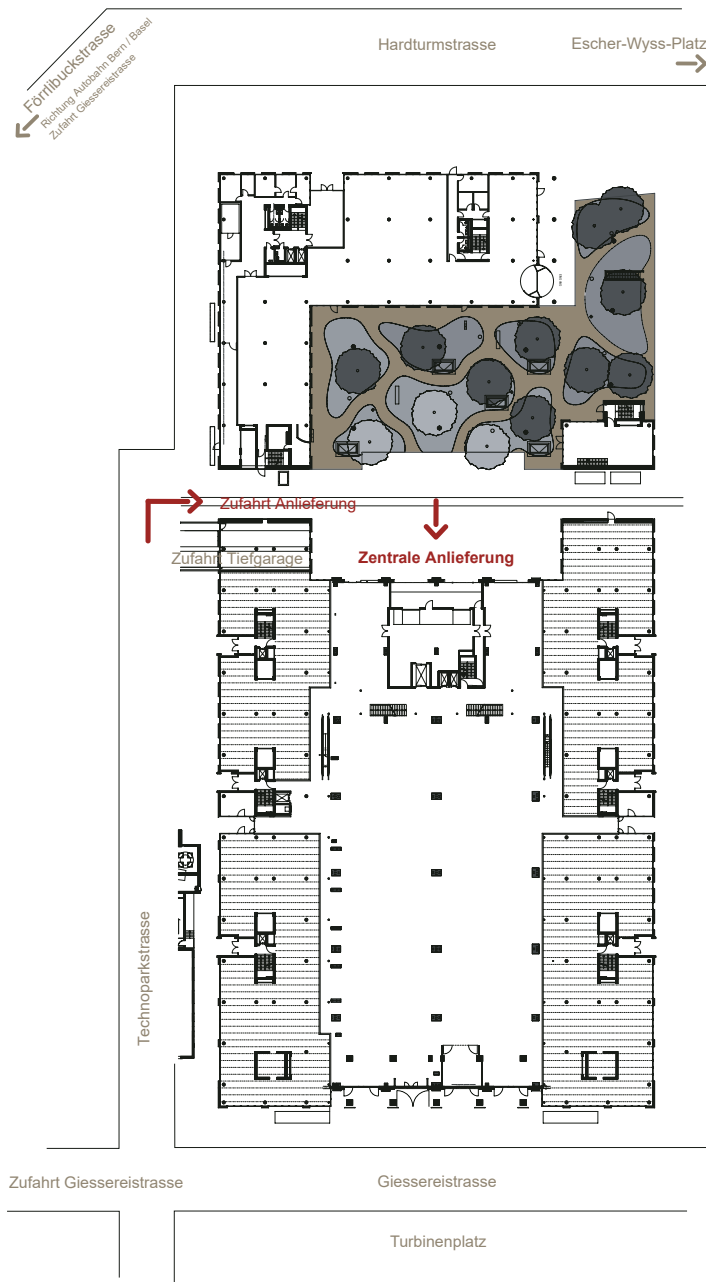 Hardturmstrasse
Escher-Wyss-Platz
Förrlibuckstrasse
Richtung Autobahn Bern / Basel
Zufahrt Giessereistrasse
Zufahrt Anlieferung
Zufahrt Tiefgarage
Zentrale Anlieferung
Technoparkstrasse
Zufahrt Giessereistrasse
Giessereistrasse
Turbinenplatz